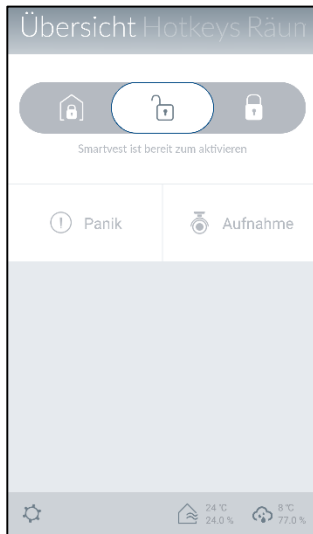 Übersicht Hotkeys Räun
Smartvest ist bereit zum aktivieren
Panik
Aufnahme
24 °C
24.0 %
8 °C
77.0 %